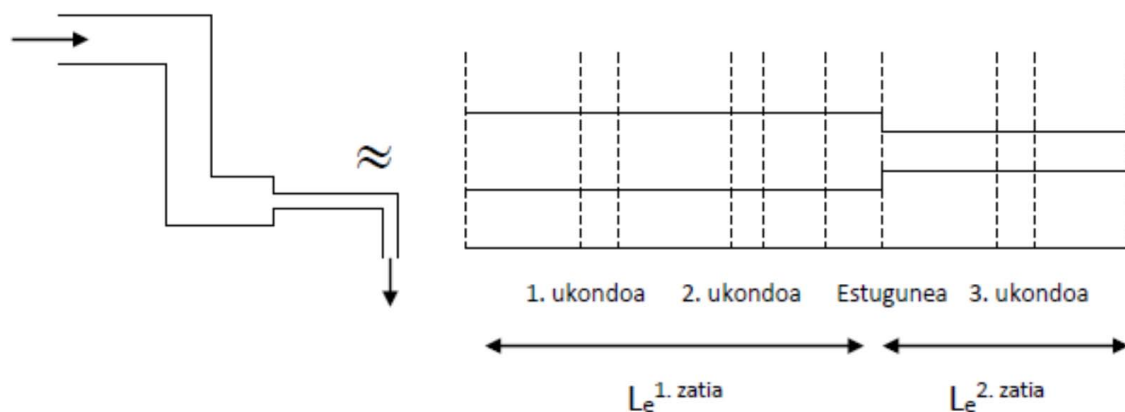 ≈
1. ukondoa 2. ukondoa Estugunea 3. ukondoa
Le1. zatia Le2. zatia